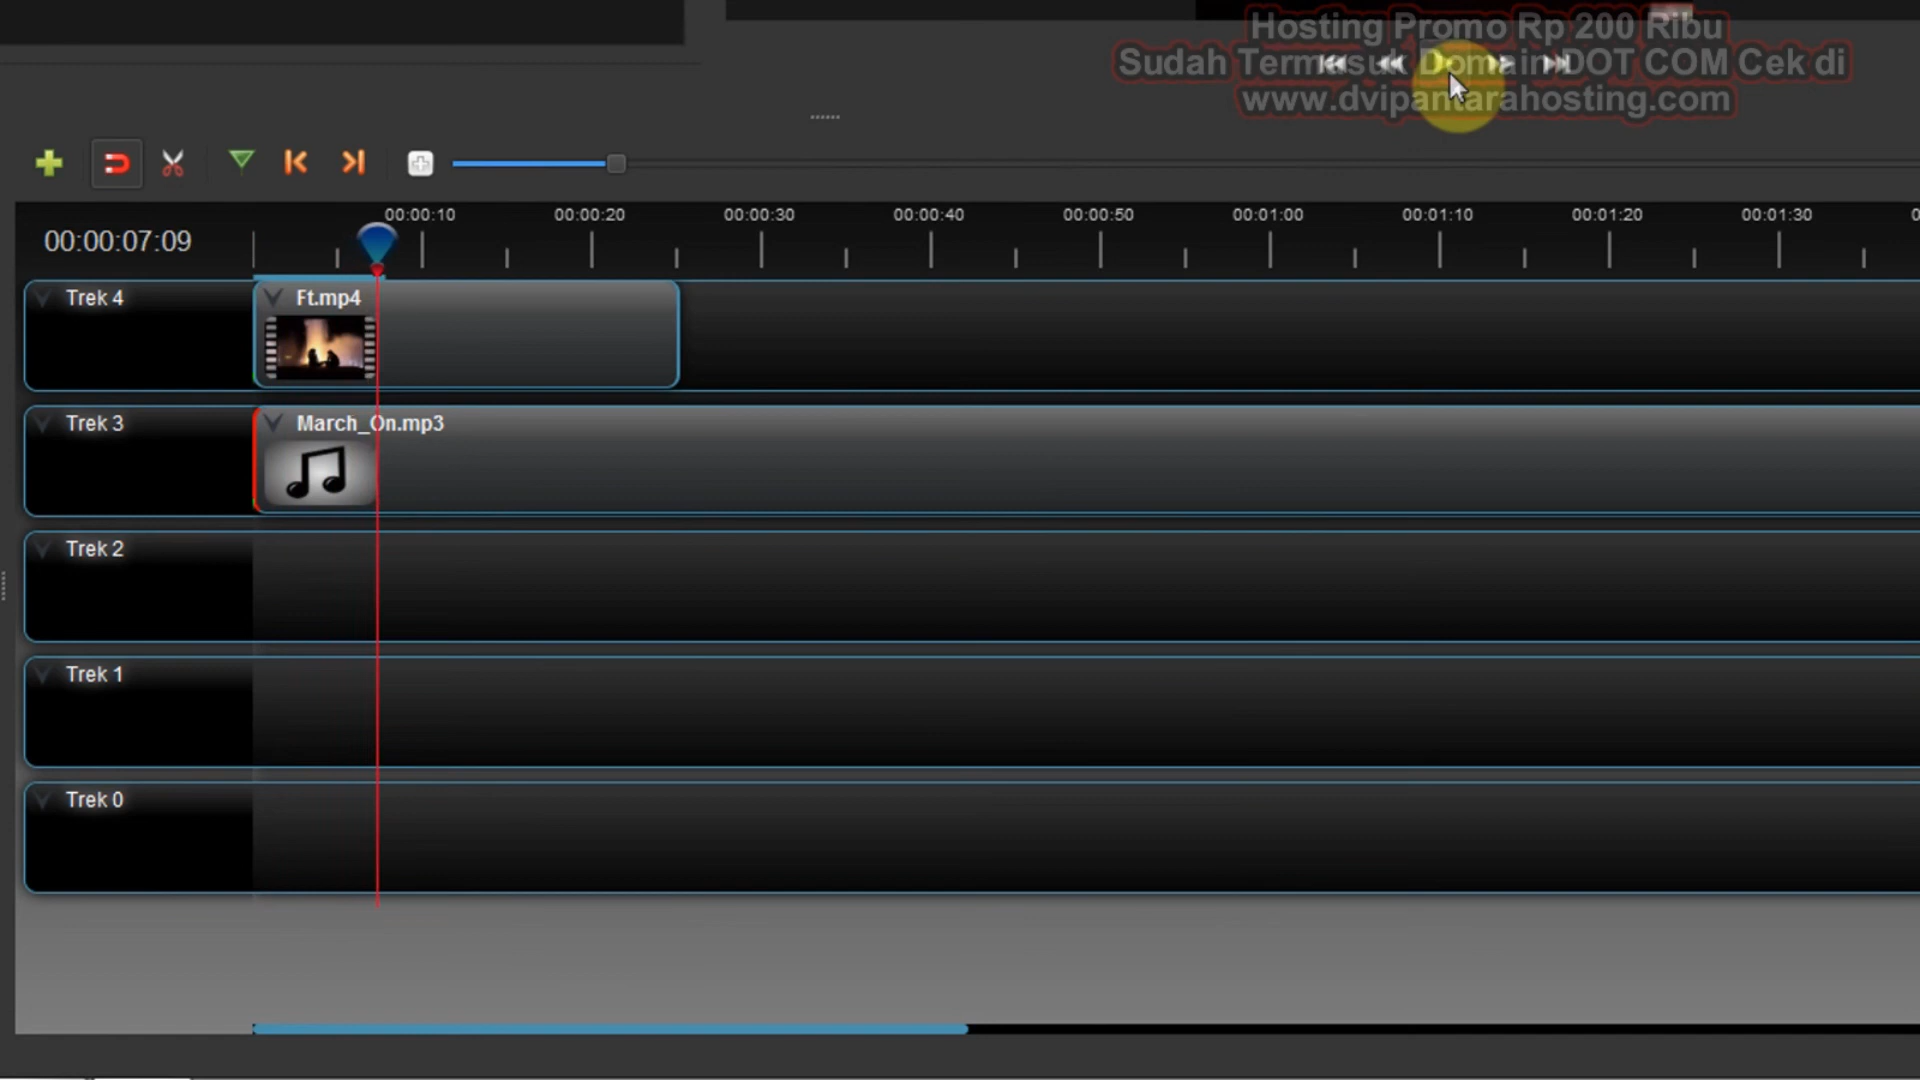 Hosting Promo Rp 200 Ribu
Sudah Termasuk Domain DOT COM Cek di
www.dvipantarahosting.com
00:00:07:09
00:00:10 00:00:20 00:00:30 00:00:40 00:00:50 00:01:00 00:01:10 00:01:20 00:01:30
Trek 4
Ft.mp4
Trek 3
March_On.mp3
Trek 2
Trek 1
Trek 0